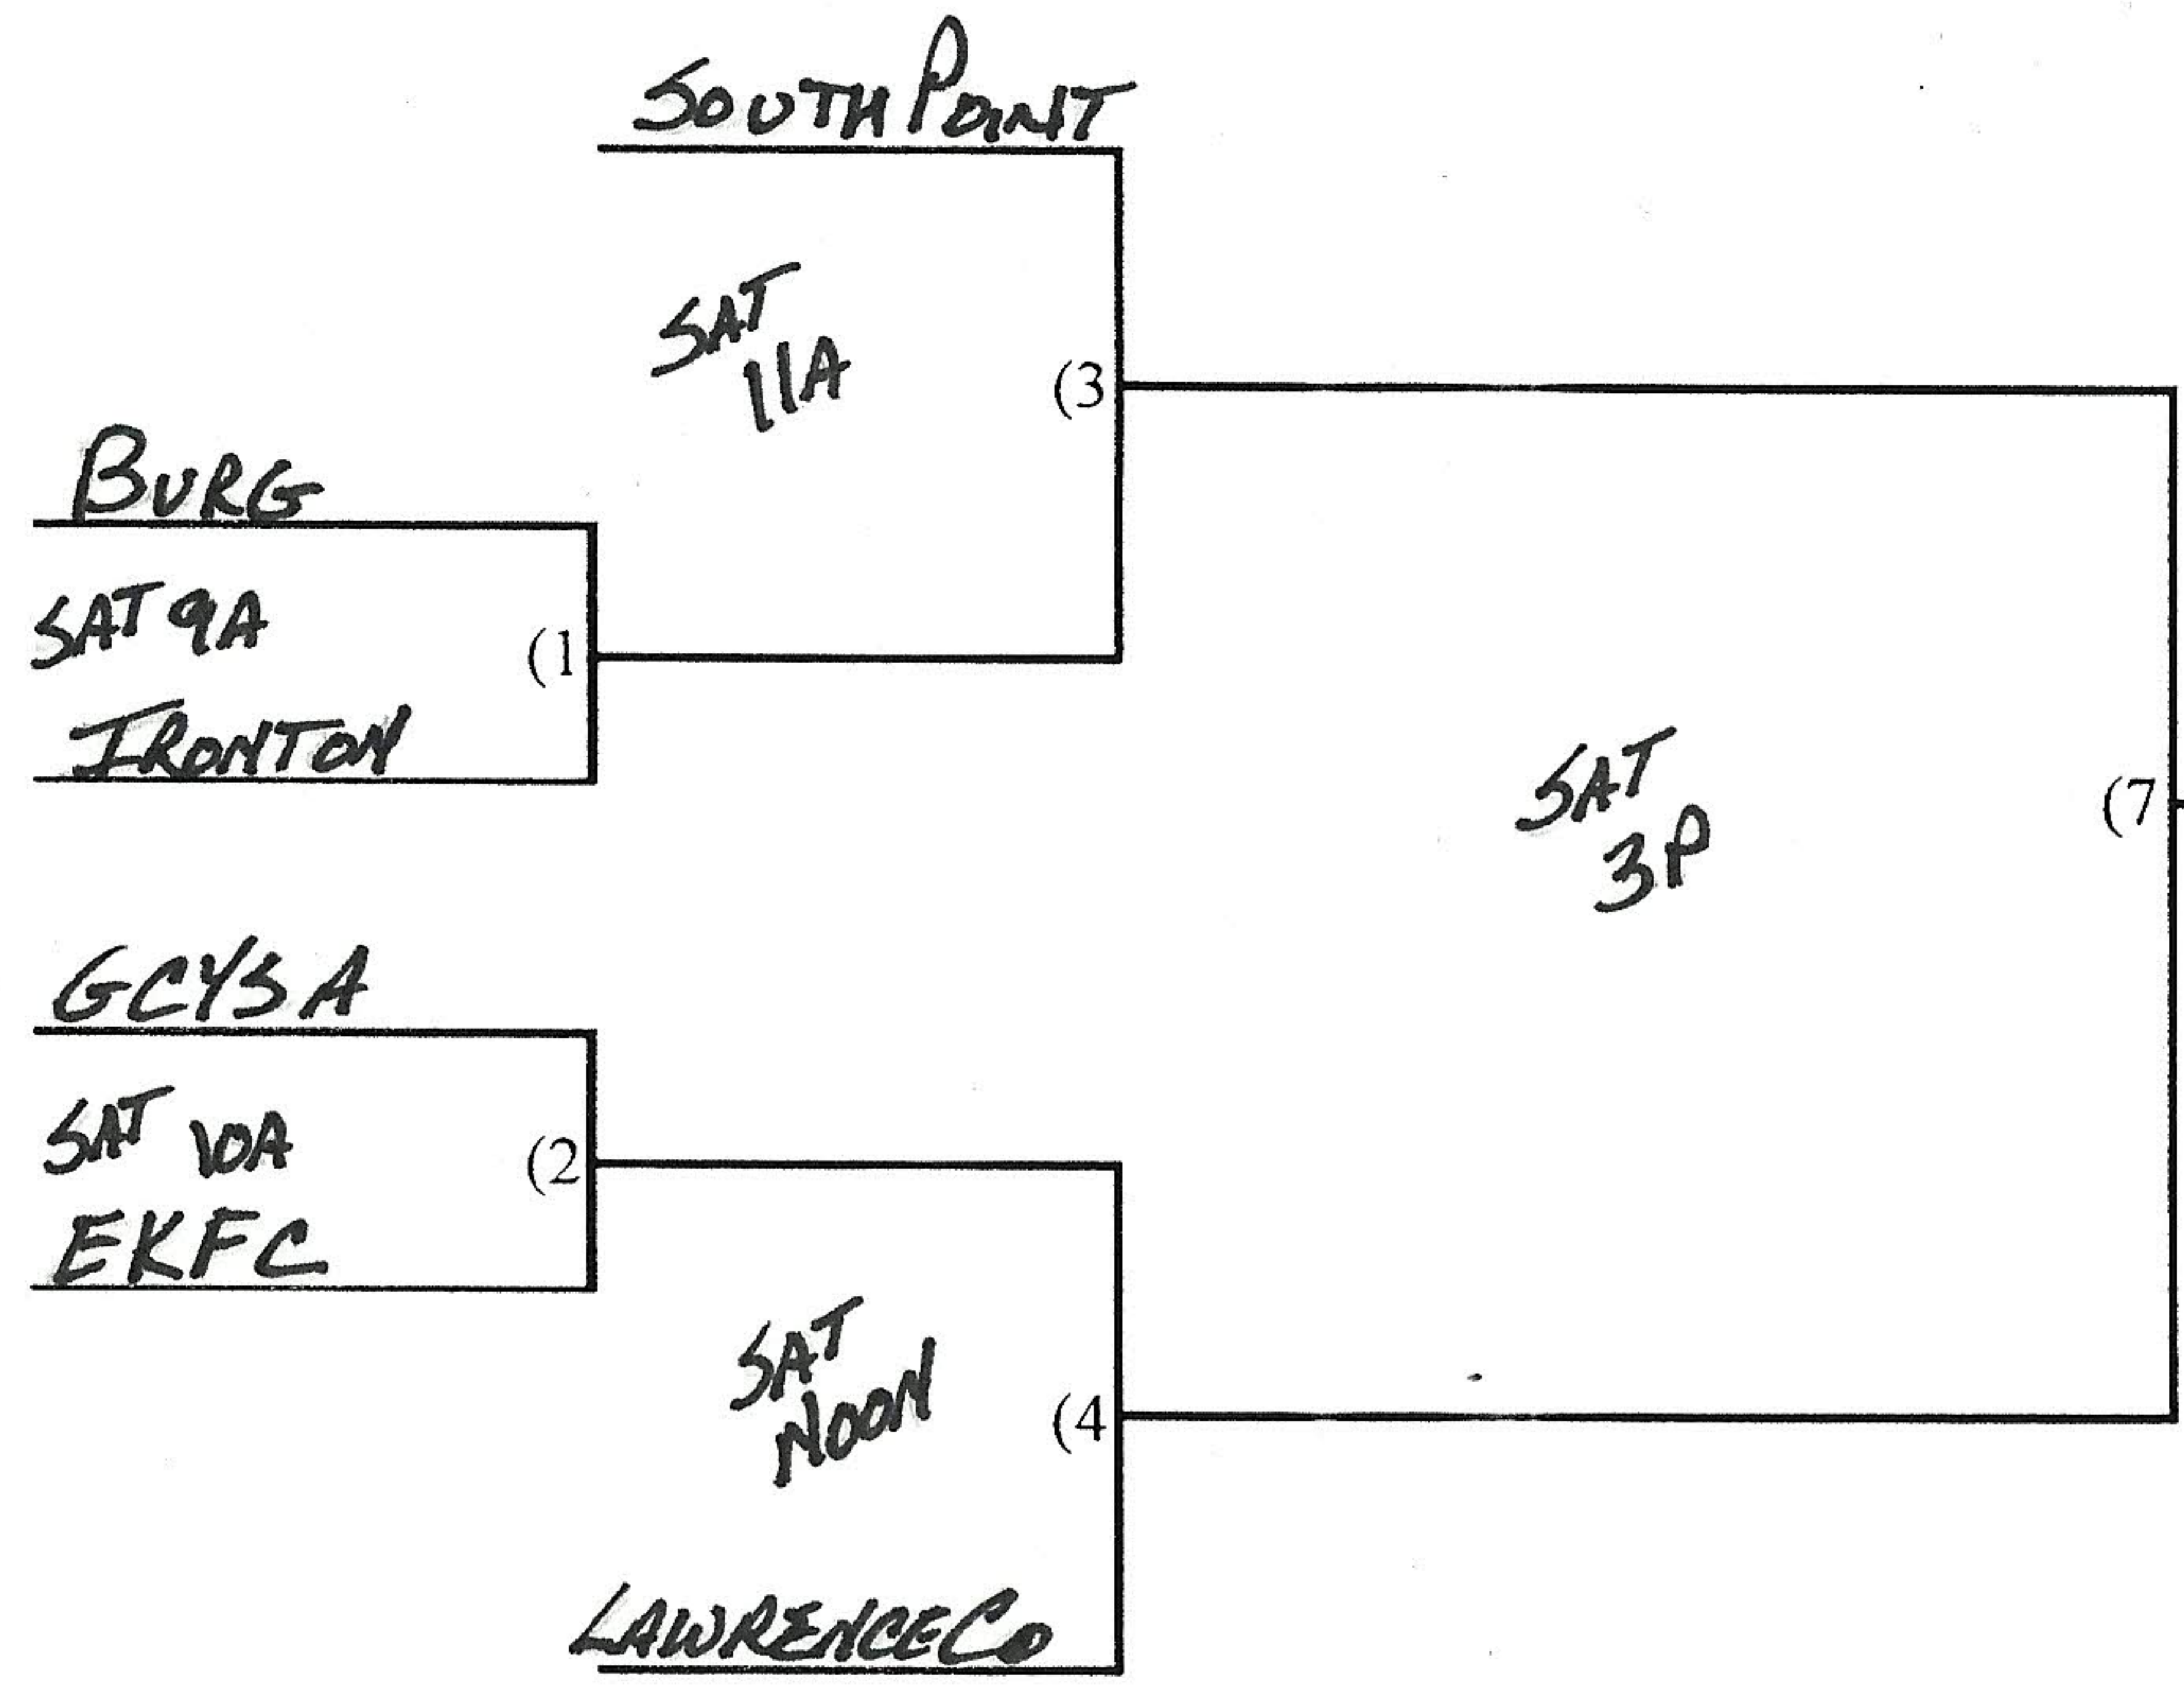 SOUTH POINT
SAT
11A
(3
BURG
SAT 9A
(1
IRONTON
SAT
3P
(7
GCYSA
SAT 10A
(2
EKFC
SAT
NOON
(4
LAWRENCE CO